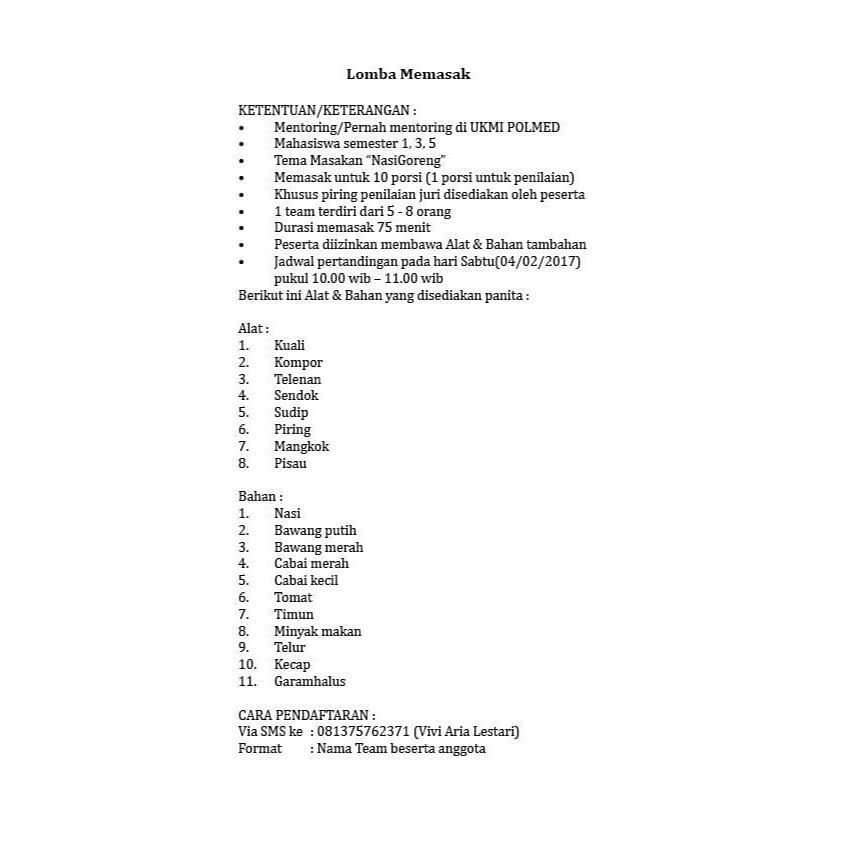 Lomba Memasak
KETENTUAN/KETERANGAN :
• Mentoring/Pernah mentoring di UKMI POLMED
• Mahasiswa semester 1, 3, 5
• Tema Masakan “NasiGoreng”
• Memasak untuk 10 porsi (1 porsi untuk penilaian)
• Khusus piring penilaian juri disediakan oleh peserta
• 1 team terdiri dari 5 - 8 orang
• Durasi memasak 75 menit
• Peserta diizinkan membawa Alat & Bahan tambahan
• Jadwal pertandingan pada hari Sabtu(04/02/2017)
pukul 10.00 wib – 11.00 wib
Berikut ini Alat & Bahan yang disediakan panita :
Alat :
1. Kuali
2. Kompor
3. Telenan
4. Sendok
5. Sudip
6. Piring
7. Mangkok
8. Pisau
Bahan :
1. Nasi
2. Bawang putih
3. Bawang merah
4. Cabai merah
5. Cabai kecil
6. Tomat
7. Timun
8. Minyak makan
9. Telur
10. Kecap
11. Garamhalus
CARA PENDAFTARAN :
Via SMS ke : 081375762371 (Vivi Aria Lestari)
Format : Nama Team beserta anggota